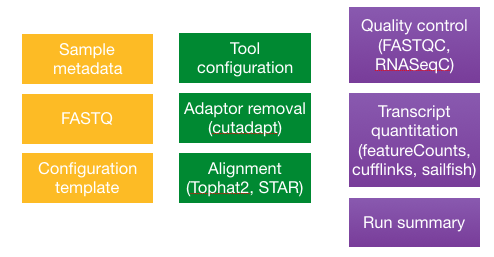 Sample
metadata
FASTQ
Configuration
template
Tool
configuration
Adaptor removal
(cutadapt)
Alignment
(Tophat2, STAR)
Quality control
(FASTQC,
RNASeqC)
Transcript
quantitation
(featureCounts,
cufflinks, sailfish)
Run summary